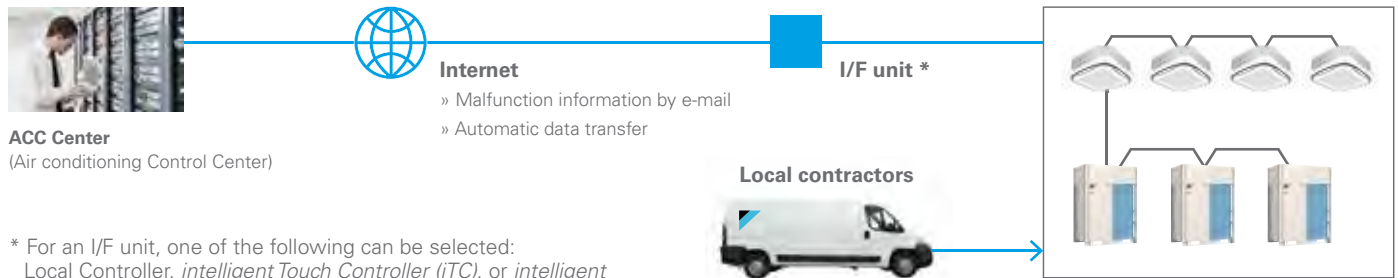 Internet
I/F unit *
» Malfunction information by e-mail
» Automatic data transfer
ACC Center
(Air conditioning Control Center)
Local contractors
* For an I/F unit, one of the following can be selected:
Local Controller, intelligent Touch Controller (iTC), or intelligent